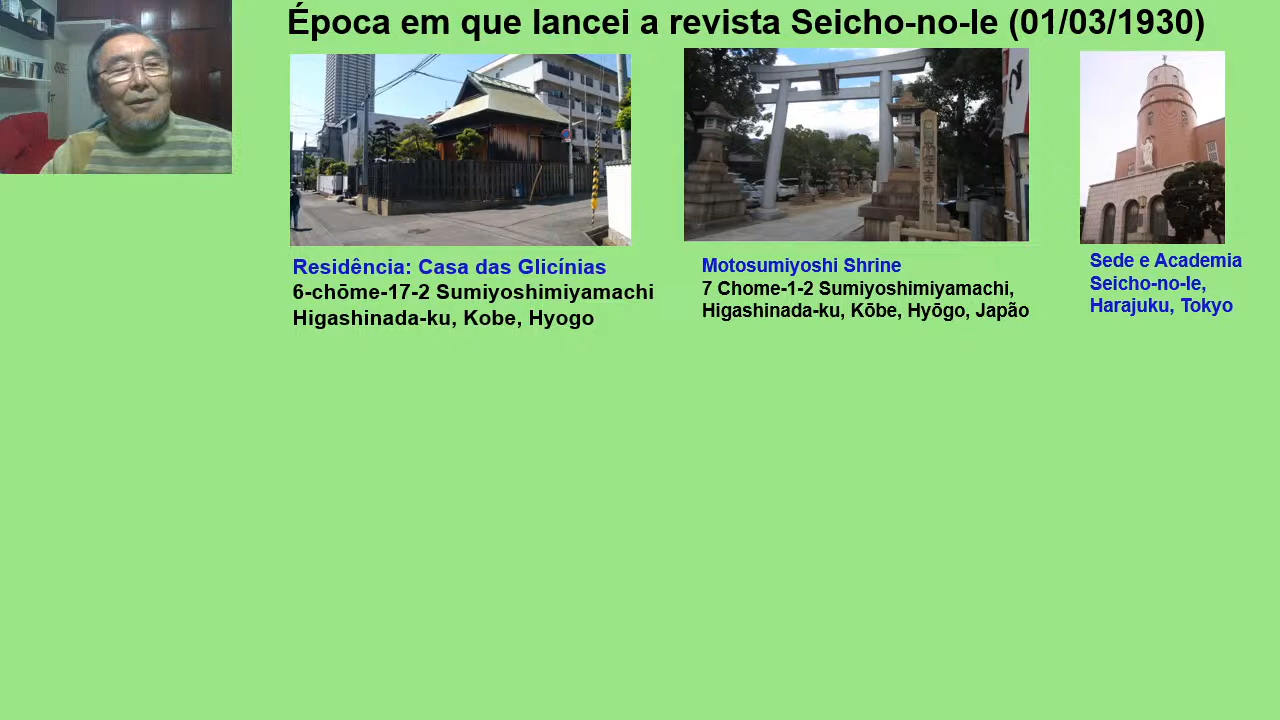 Época em que lancei a revista Seicho-no-Ie (01/03/1930)
Residência: Casa das Glicínias
6-chōme-17-2 Sumiyoshimiyamachi
Higashinada-ku, Kobe, Hyogo
Motosumiyoshi Shrine
7 Chome-1-2 Sumiyoshimiyamachi,
Higashinada-ku, Kōbe, Hyōgo, Japão
Sede e Academia
Seicho-no-Ie,
Harajuku, Tokyo